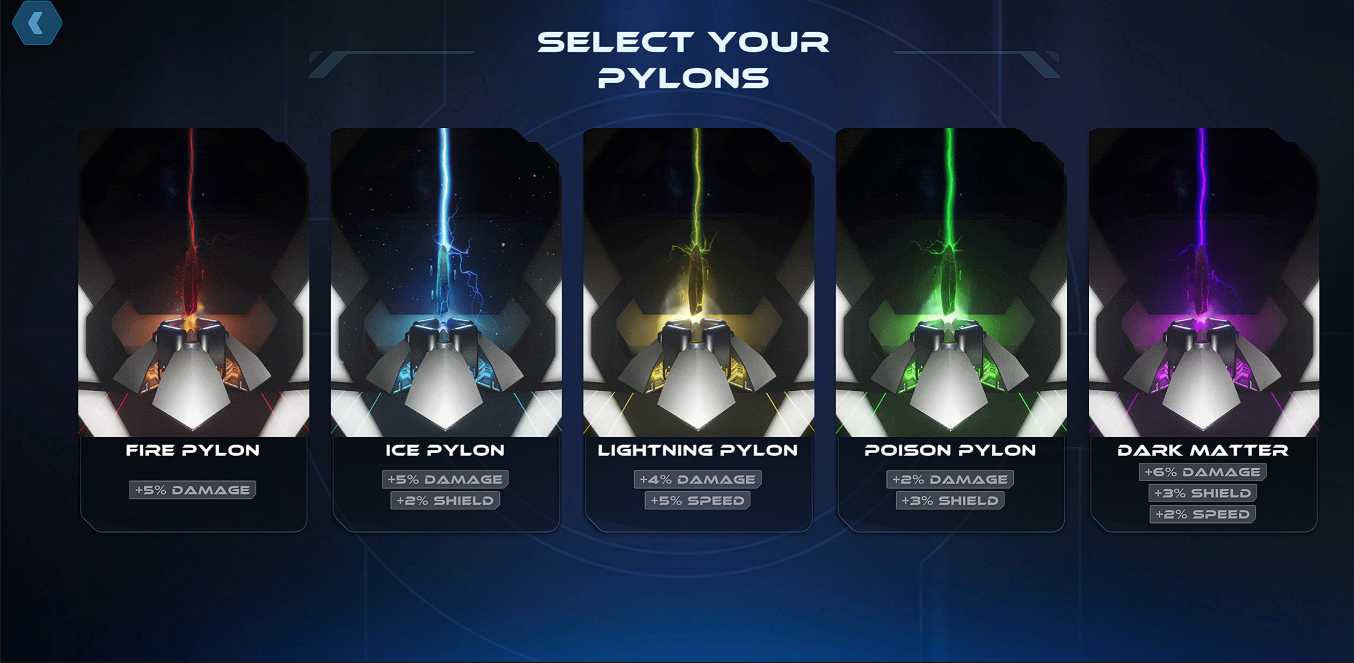 SELECT YOUR
PYLONS
FIRE PYLON
+5% DAMAGE
ICE PYLON
+5% DAMAGE
+2% SHIELD
LIGHTNING PYLON
+4% DAMAGE
+5% SPEED
POISON PYLON
+2% DAMAGE
+3% SHIELD
DARK MATTER
+6% DAMAGE
+3% SHIELD
+2% SPEED